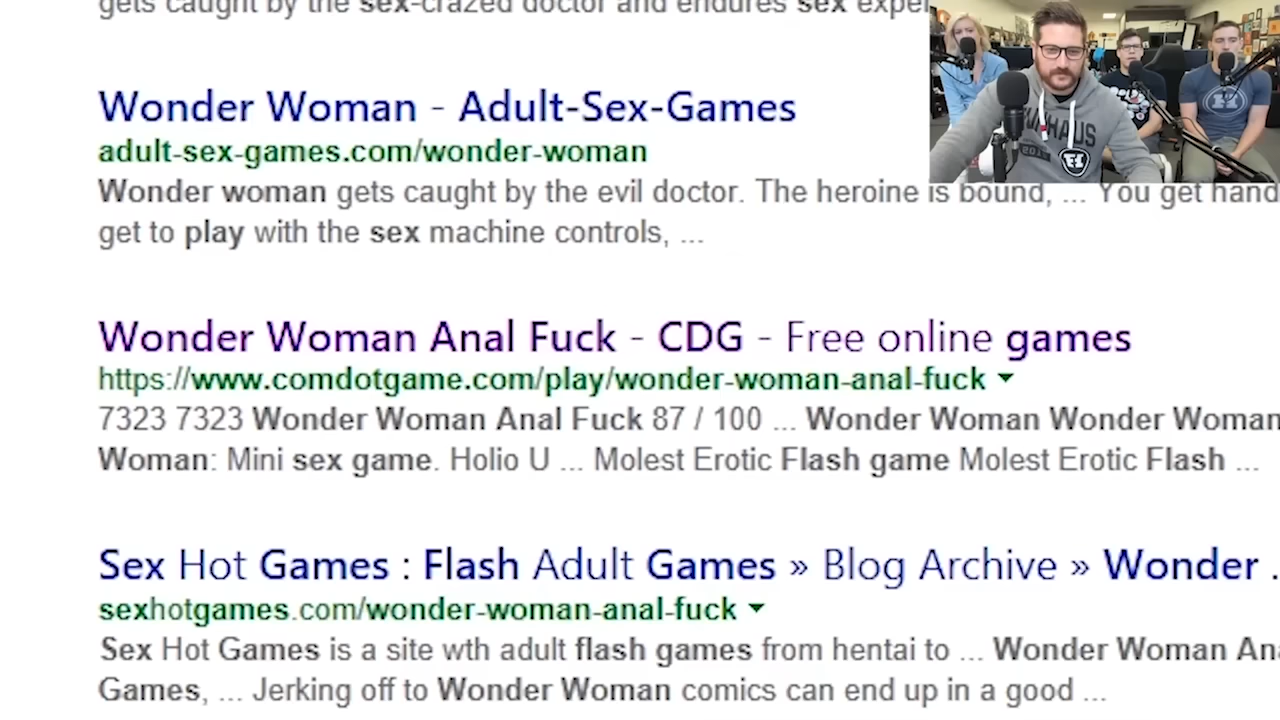 gets caught by the sex-crazed doctor and endures sex
Wonder Woman - Adult-Sex-Games
adult-sex-games.com/wonder-woman
Wonder woman gets caught by the evil doctor. The heroine is bound, ... You get
get to play with the sex machine controls, ...
Wonder Woman Anal Fuck - CDG - Free online games
https://www.comdotgame.com/play/wonder-woman-anal-fuck
7323 7323 Wonder Woman Anal Fuck 87 / 100 ... Wonder Woman Wonder Woman
Woman: Mini sex game. Holio U ... Molest Erotic Flash game Molest Erotic Flash ...
Sex Hot Games : Flash Adult Games » Blog Archive » Wonder .
sexhotgames.com/wonder-woman-anal-fuck
Sex Hot Games is a site wth adult flash games from hentai to ... Wonder Woman
Games, ... Jerking off to Wonder Woman comics can end up in a good ...